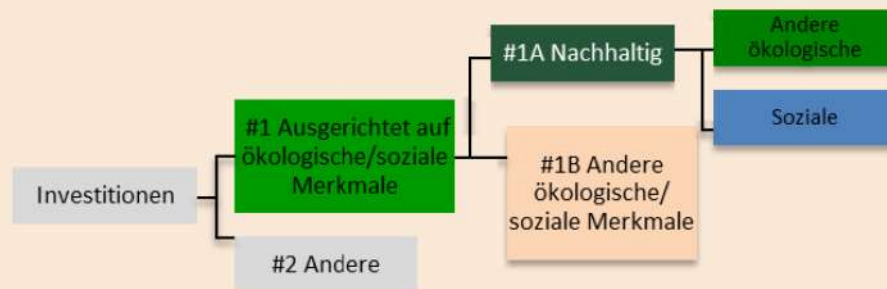 Investitionen
#1 Ausgerichtet auf
ökologische/soziale
Merkmale
#2 Andere
#1A Nachhaltig
#1B Andere
ökologische/
soziale Merkmale
Andere
ökologische
Soziale